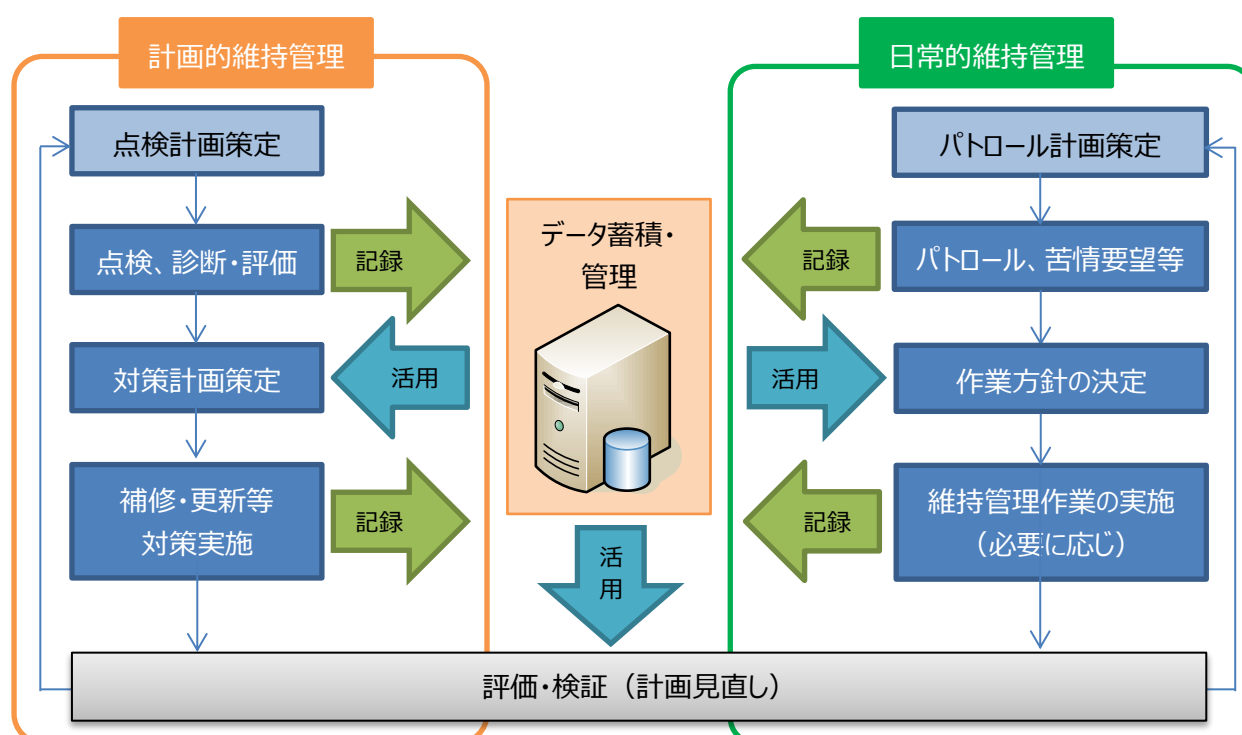 計画的維持管理
点検計画策定
点検、診断・評価
対策計画策定
補修・更新等
対策実施
記録
活用
記録
データ蓄積・
管理
活
用
日常的維持管理
パトロール計画策定
パトロール、苦情要望等
作業方針の決定
維持管理作業の実施
（必要に応じ）
記録
活用
記録
評価・検証（計画見直し）